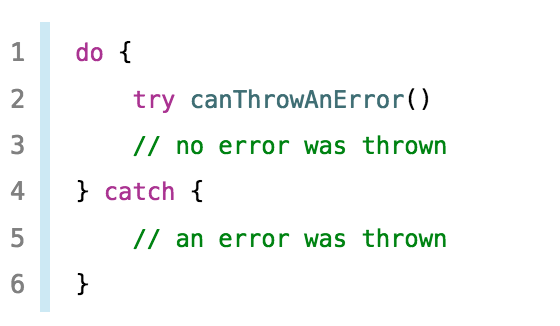 1 do {
2     try canThrowAnError()
3     // no error was thrown
4 } catch {
5     // an error was thrown
6 }